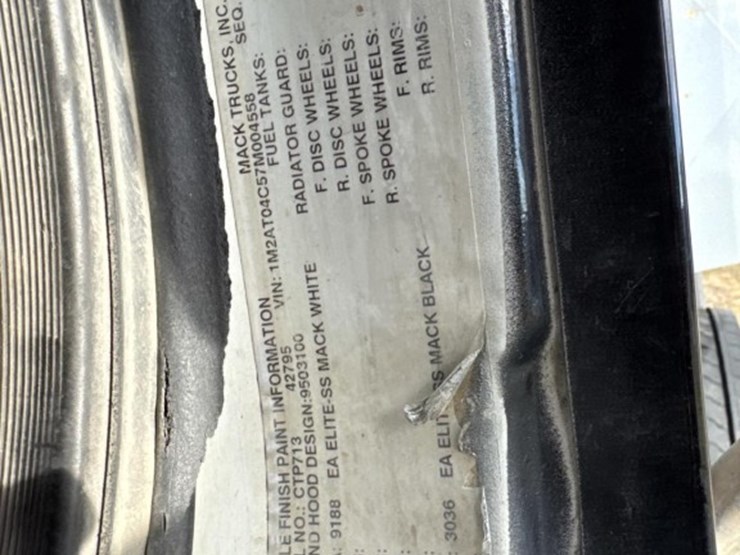 MACK TRUCKS, INC.
SEQ.
LE FINISH PAINT INFORMATION
42795 VIN: 1M2AT04C57M004558
L NO.: CTP713 FUEL TANKS:
ND HOOD DESIGN:9503100 RADIATOR GUARD:
: 9188 EA ELITE-SS MACK WHITE F. DISC WHEELS:
R. DISC WHEELS:
F. SPOKE WHEELS:
R. SPOKE WHEELS:
F. RIMS:
: 3036 EA ELIT SS MACK BLACK R. RIMS: